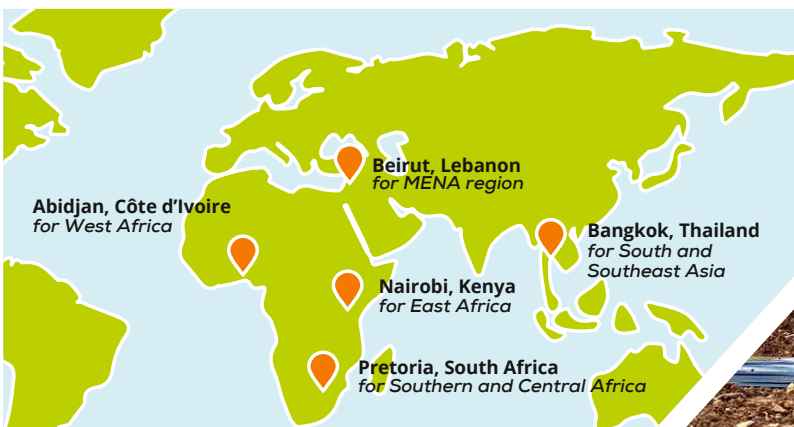 Beirut, Lebanon
for MENA region
Abidjan, Côte d’Ivoire
for West Africa
Bangkok, Thailand
for South and
Southeast Asia
Nairobi, Kenya
for East Africa
Pretoria, South Africa
for Southern and Central Africa